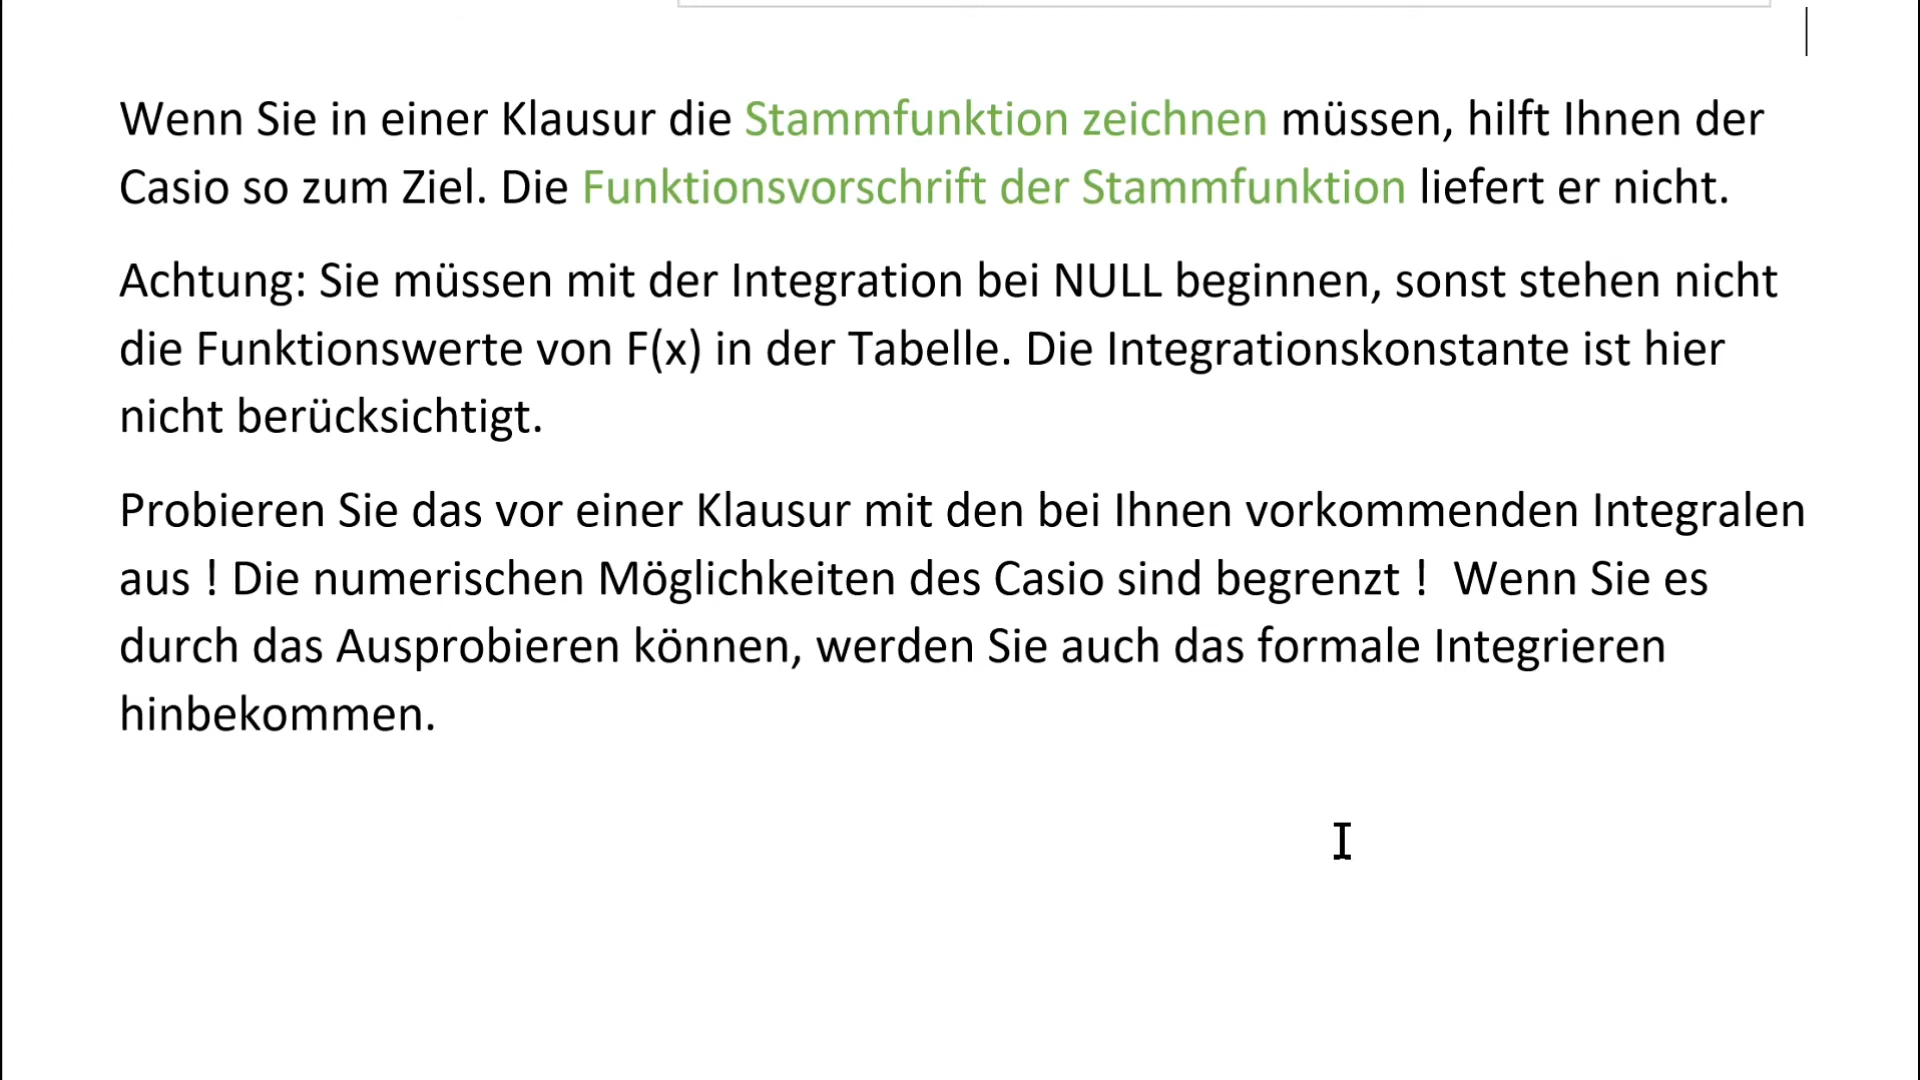 Wenn Sie in einer Klausur die Stammfunktion zeichnen müssen, hilft Ihnen der
Casio so zum Ziel. Die Funktionsvorschrift der Stammfunktion liefert er nicht.
Achtung: Sie müssen mit der Integration bei NULL beginnen, sonst stehen nicht
die Funktionswerte von F(x) in der Tabelle. Die Integrationskonstante ist hier
nicht berücksichtigt.
Probieren Sie das vor einer Klausur mit den bei Ihnen vorkommenden Integralen
aus ! Die numerischen Möglichkeiten des Casio sind begrenzt !  Wenn Sie es
durch das Ausprobieren können, werden Sie auch das formale Integrieren
hinbekommen.